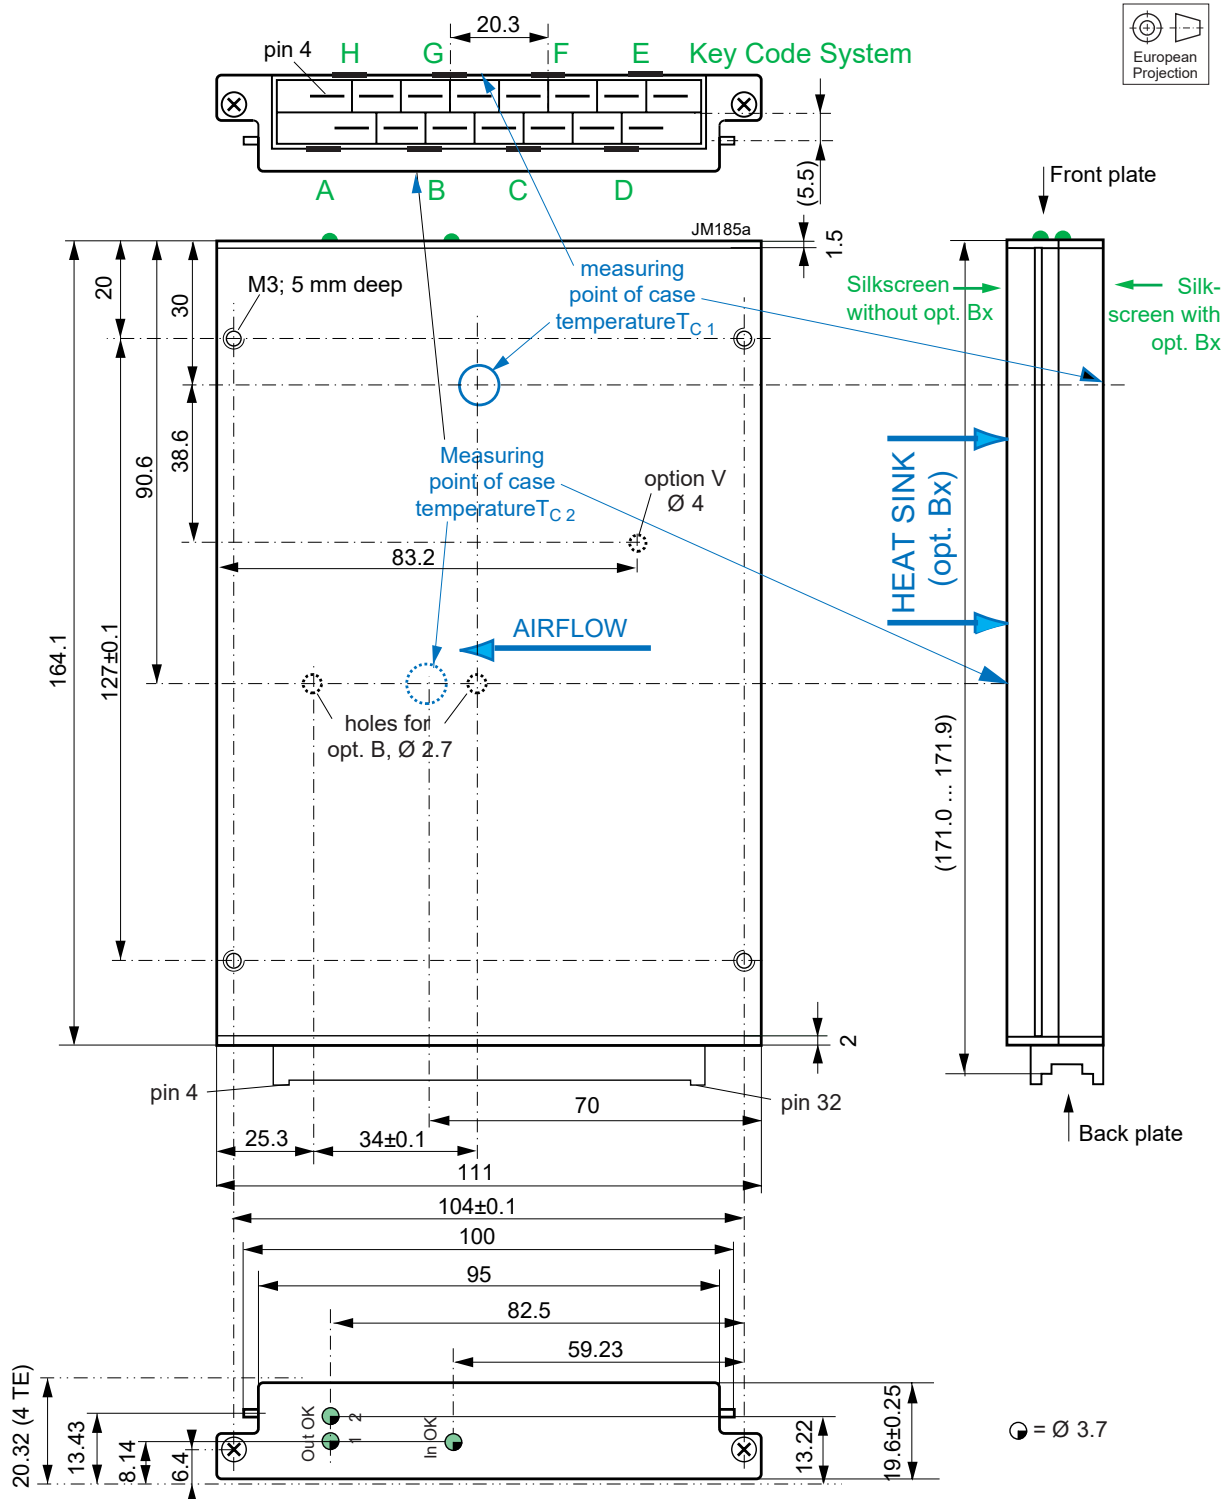 20.3
pin 4
H
G
F
E
Key Code System
European
Projection
A
B
C
D
(5.5)
Front plate
JM185a
1.5
20
30
M3; 5 mm deep
measuring
point of case
temperatureTC 1
Silkscreen
without opt. Bx
Silk-
screen with
opt. Bx
38.6
90.6
Measuring
point of case
temperatureTC 2
option V
Ø 4
HEAT SINK
(opt. Bx)
83.2
AIRFLOW
164.1
127±0.1
holes for
opt. B, Ø 2.7
(171.0 ... 171.9)
2
pin 4
pin 32
70
25.3
34±0.1
Back plate
111
104±0.1
100
95
82.5
59.23
20.32 (4 TE)
13.43
8.14
6.4
Out OK
2
1
In OK
13.22
19.6±0.25
= Ø 3.7